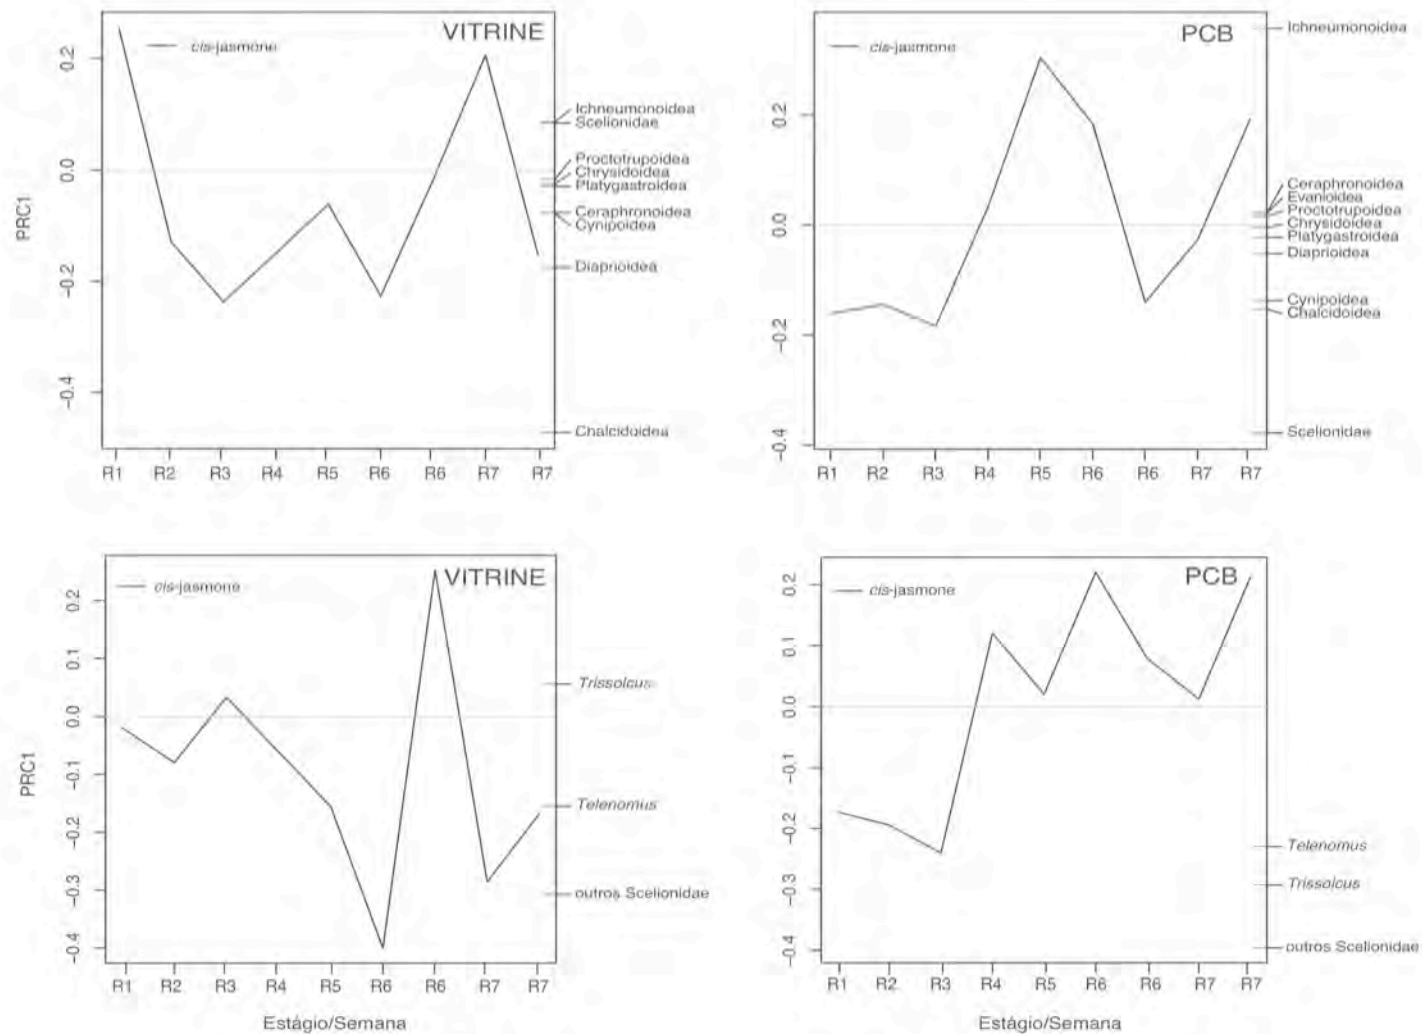 VITRINE
cis-jasmone
PRC1
0.2
0.0
−0.2
−0.4
Ichneumonoidea
Scelionidae
Proctotrupoidea
Chrysidoidea
Platygastroidea
Ceraphronoidea
Cynipoidea
Diaprioidea
Chalcidoidea
R1 R2 R3 R4 R5 R6 R6 R7 R7
PCB
cis-jasmone
0.2
0.0
−0.2
−0.4
Ichneumonoidea
Ceraphronoidea
Evanioidea
Proctotrupoidea
Chrysidoidea
Platygastroidea
Diaprioidea
Cynipoidea
Chalcidoidea
Scelionidae
R1 R2 R3 R4 R5 R6 R6 R7 R7
VITRINE
cis-jasmone
PRC1
0.2
0.1
0.0
−0.1
−0.2
−0.3
−0.4
Trissolcus
Telenomus
outros Scelionidae
R1 R2 R3 R4 R5 R6 R6 R7 R7
Estágio/Semana
PCB
cis-jasmone
0.2
0.1
0.0
−0.1
−0.2
−0.3
−0.4
Telenomus
Trissolcus
outros Scelionidae
R1 R2 R3 R4 R5 R6 R6 R7 R7
Estágio/Semana